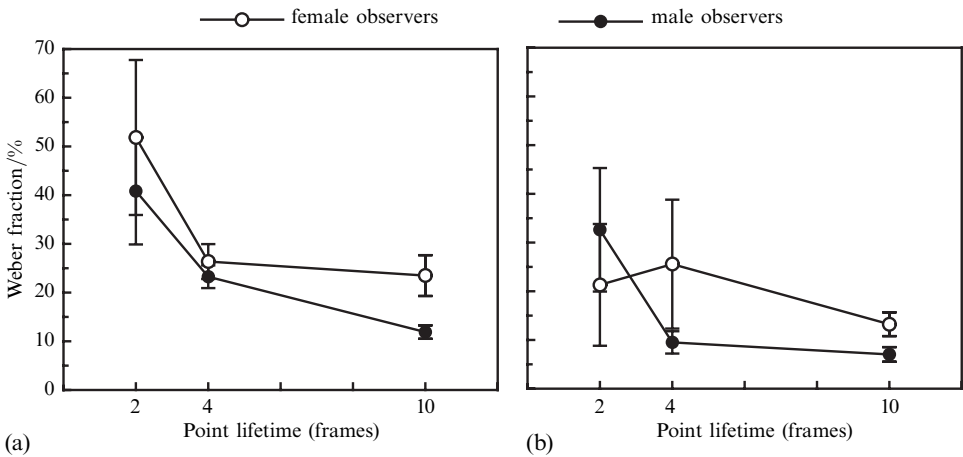 female observers
male observers
70
60
50
40
30
20
10
0
Weber fraction/%
2
4
10
Point lifetime (frames)
(a)
2
4
10
Point lifetime (frames)
(b)